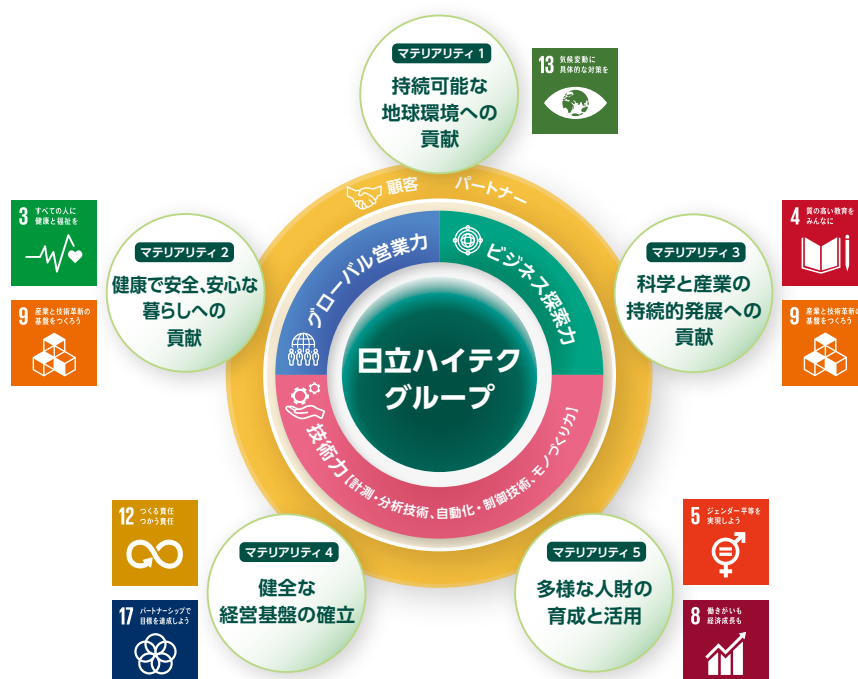 マテリアリティ 1
持続可能な
地球環境への
貢献
13 気候変動に
具体的な対策を
顧客
パートナー
3 すべての人に
健康と福祉を
9 産業と技術革新の
基盤をつくろう
マテリアリティ 2
健康で安全、安心な
暮らしへの
貢献
グローバル営業力
ビジネス探索力
マテリアリティ 3
科学と産業の
持続的発展への
貢献
4 質の高い教育を
みんなに
9 産業と技術革新の
基盤をつくろう
日立ハイテク
グループ
技術力[計測・分析技術、自動化・制御技術、モノづくり力]
12 つくる責任
つかう責任
17 パートナーシップで
目標を達成しよう
マテリアリティ 4
健全な
経営基盤の確立
マテリアリティ 5
多様な人財の
育成と活用
5 ジェンダー平等を
実現しよう
8 働きがいも
経済成長も